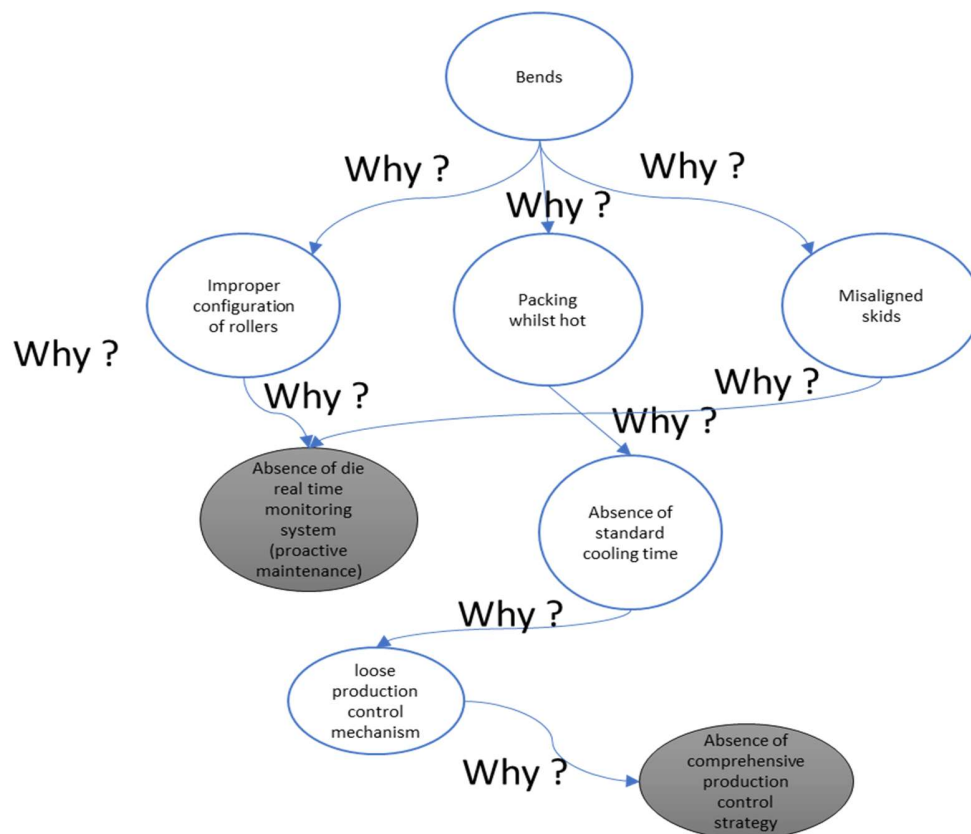 Bends
Why ?
Why ?
Why ?
Improper
configuration
of rollers
Packing
whilst hot
Misaligned
skids
Why ?
Why ?
Why ?
Why ?
Absence of die
real time
monitoring
system
(proactive
maintenance)
Absence of
standard
cooling time
Why ?
loose
production
control
mechanism
Why ?
Absence of
comprehensive
production
control
strategy